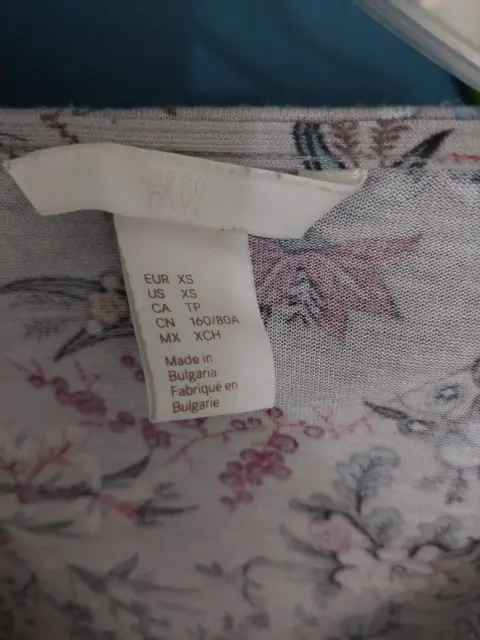 EUR XS
US XS
CA TP
CN 160/80A
MX XCH
Made in
Bulgaria
Fabriqué en
Bulgarie